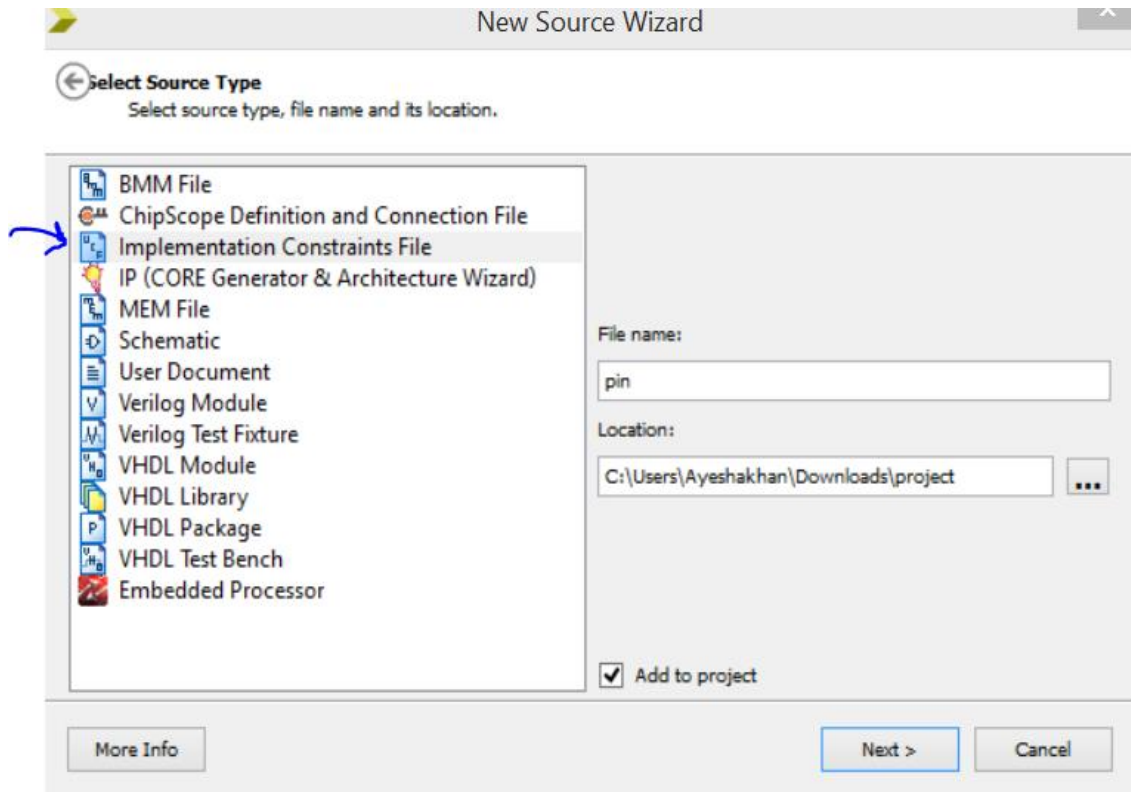 New Source Wizard
Select Source Type
Select source type, file name and its location.
BMM File
ChipScope Definition and Connection File
Implementation Constraints File
IP (CORE Generator & Architecture Wizard)
MEM File
Schematic
User Document
Verilog Module
Verilog Test Fixture
VHDL Module
VHDL Library
VHDL Package
VHDL Test Bench
Embedded Processor
File name:
pin
Location:
C:\Users\Ayeshakhan\Downloads\project
...
Add to project
More Info
Next >
Cancel